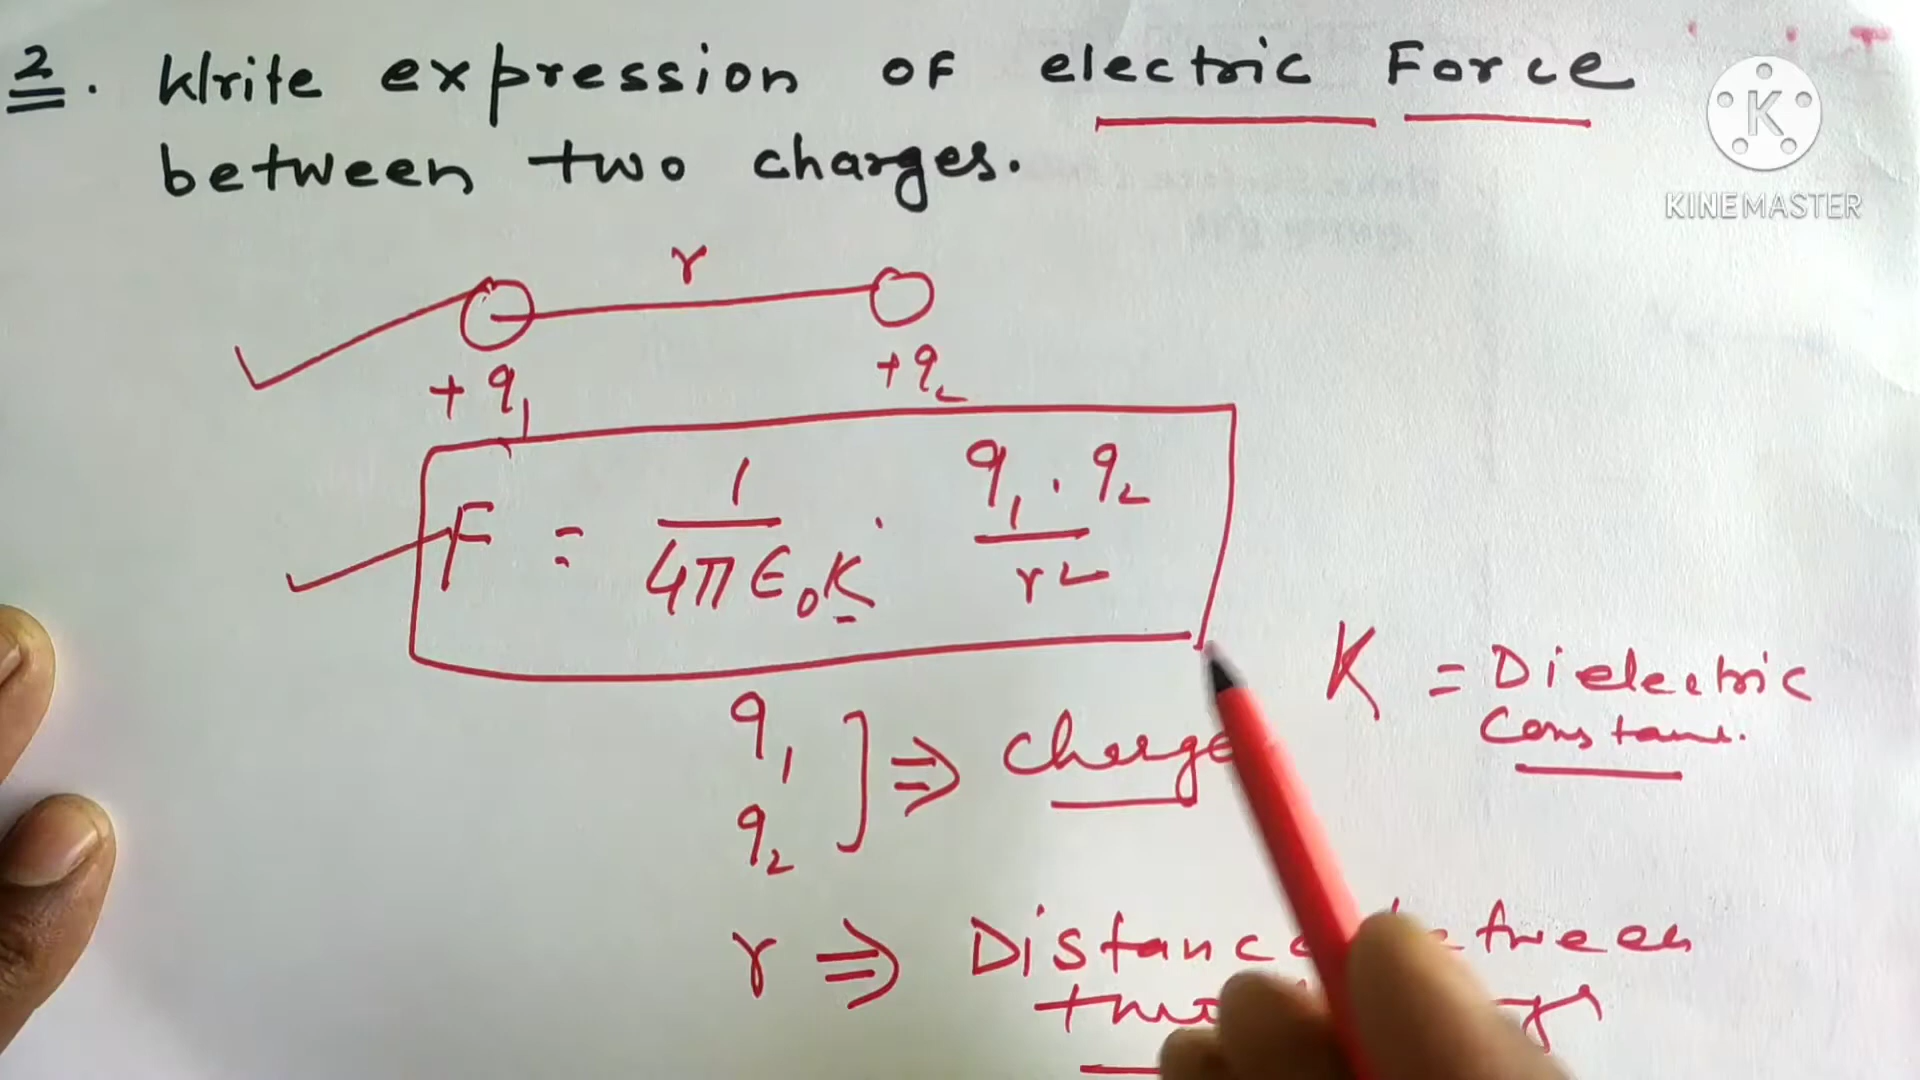 2. Write expression of electric Force
K
KINEMASTER
between two charges.
r
+q₁
+q₂
F = 1/4πε₀K · q₁.q₂/r²
K = Dielectric
Constant.
q₁
q₂ ] ⇒ Charge
r ⇒ Distance between
two